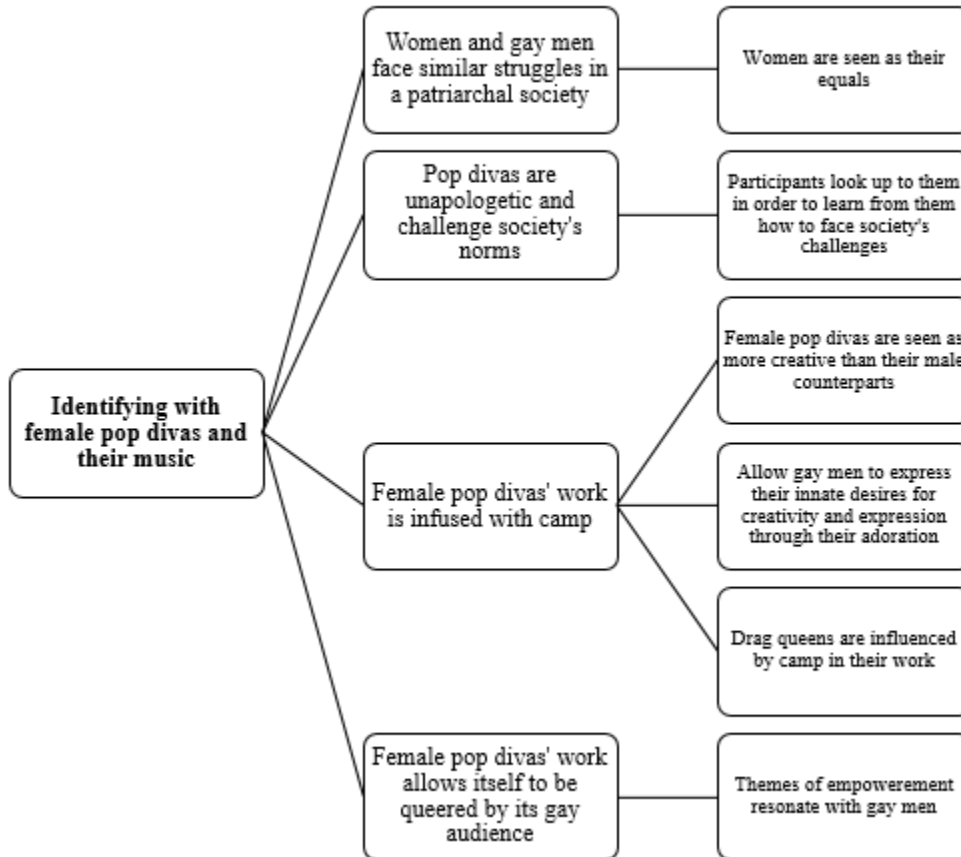 Identifying with
female pop divas and
their music
Women and gay men
face similar struggles in
a patriarchal society
Women are seen as their
equals
Pop divas are
unapologetic and
challenge society's
norms
Participants look up to them
in order to learn from them
how to face society's
challenges
Female pop divas' work
is infused with camp
Female pop divas are seen as
more creative than their male
counterparts
Allow gay men to express
their innate desires for
creativity and expression
through their adoration
Drag queens are influenced
by camp in their work
Female pop divas' work
allows itself to be
queered by its gay
audience
Themes of empowerement
resonate with gay men